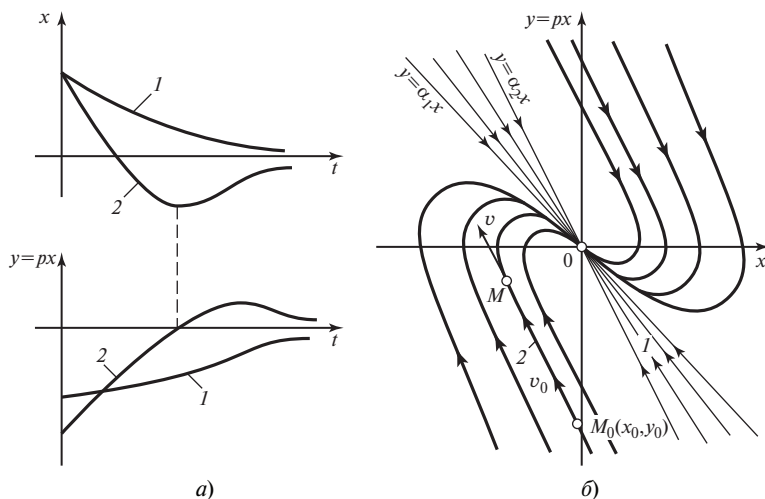 x
1
t
2
y=px
2
1
t
а)
y=px
y=α₁x
y=α₂x
v
0
x
M
2
1
v₀
M₀(x₀,y₀)
б)